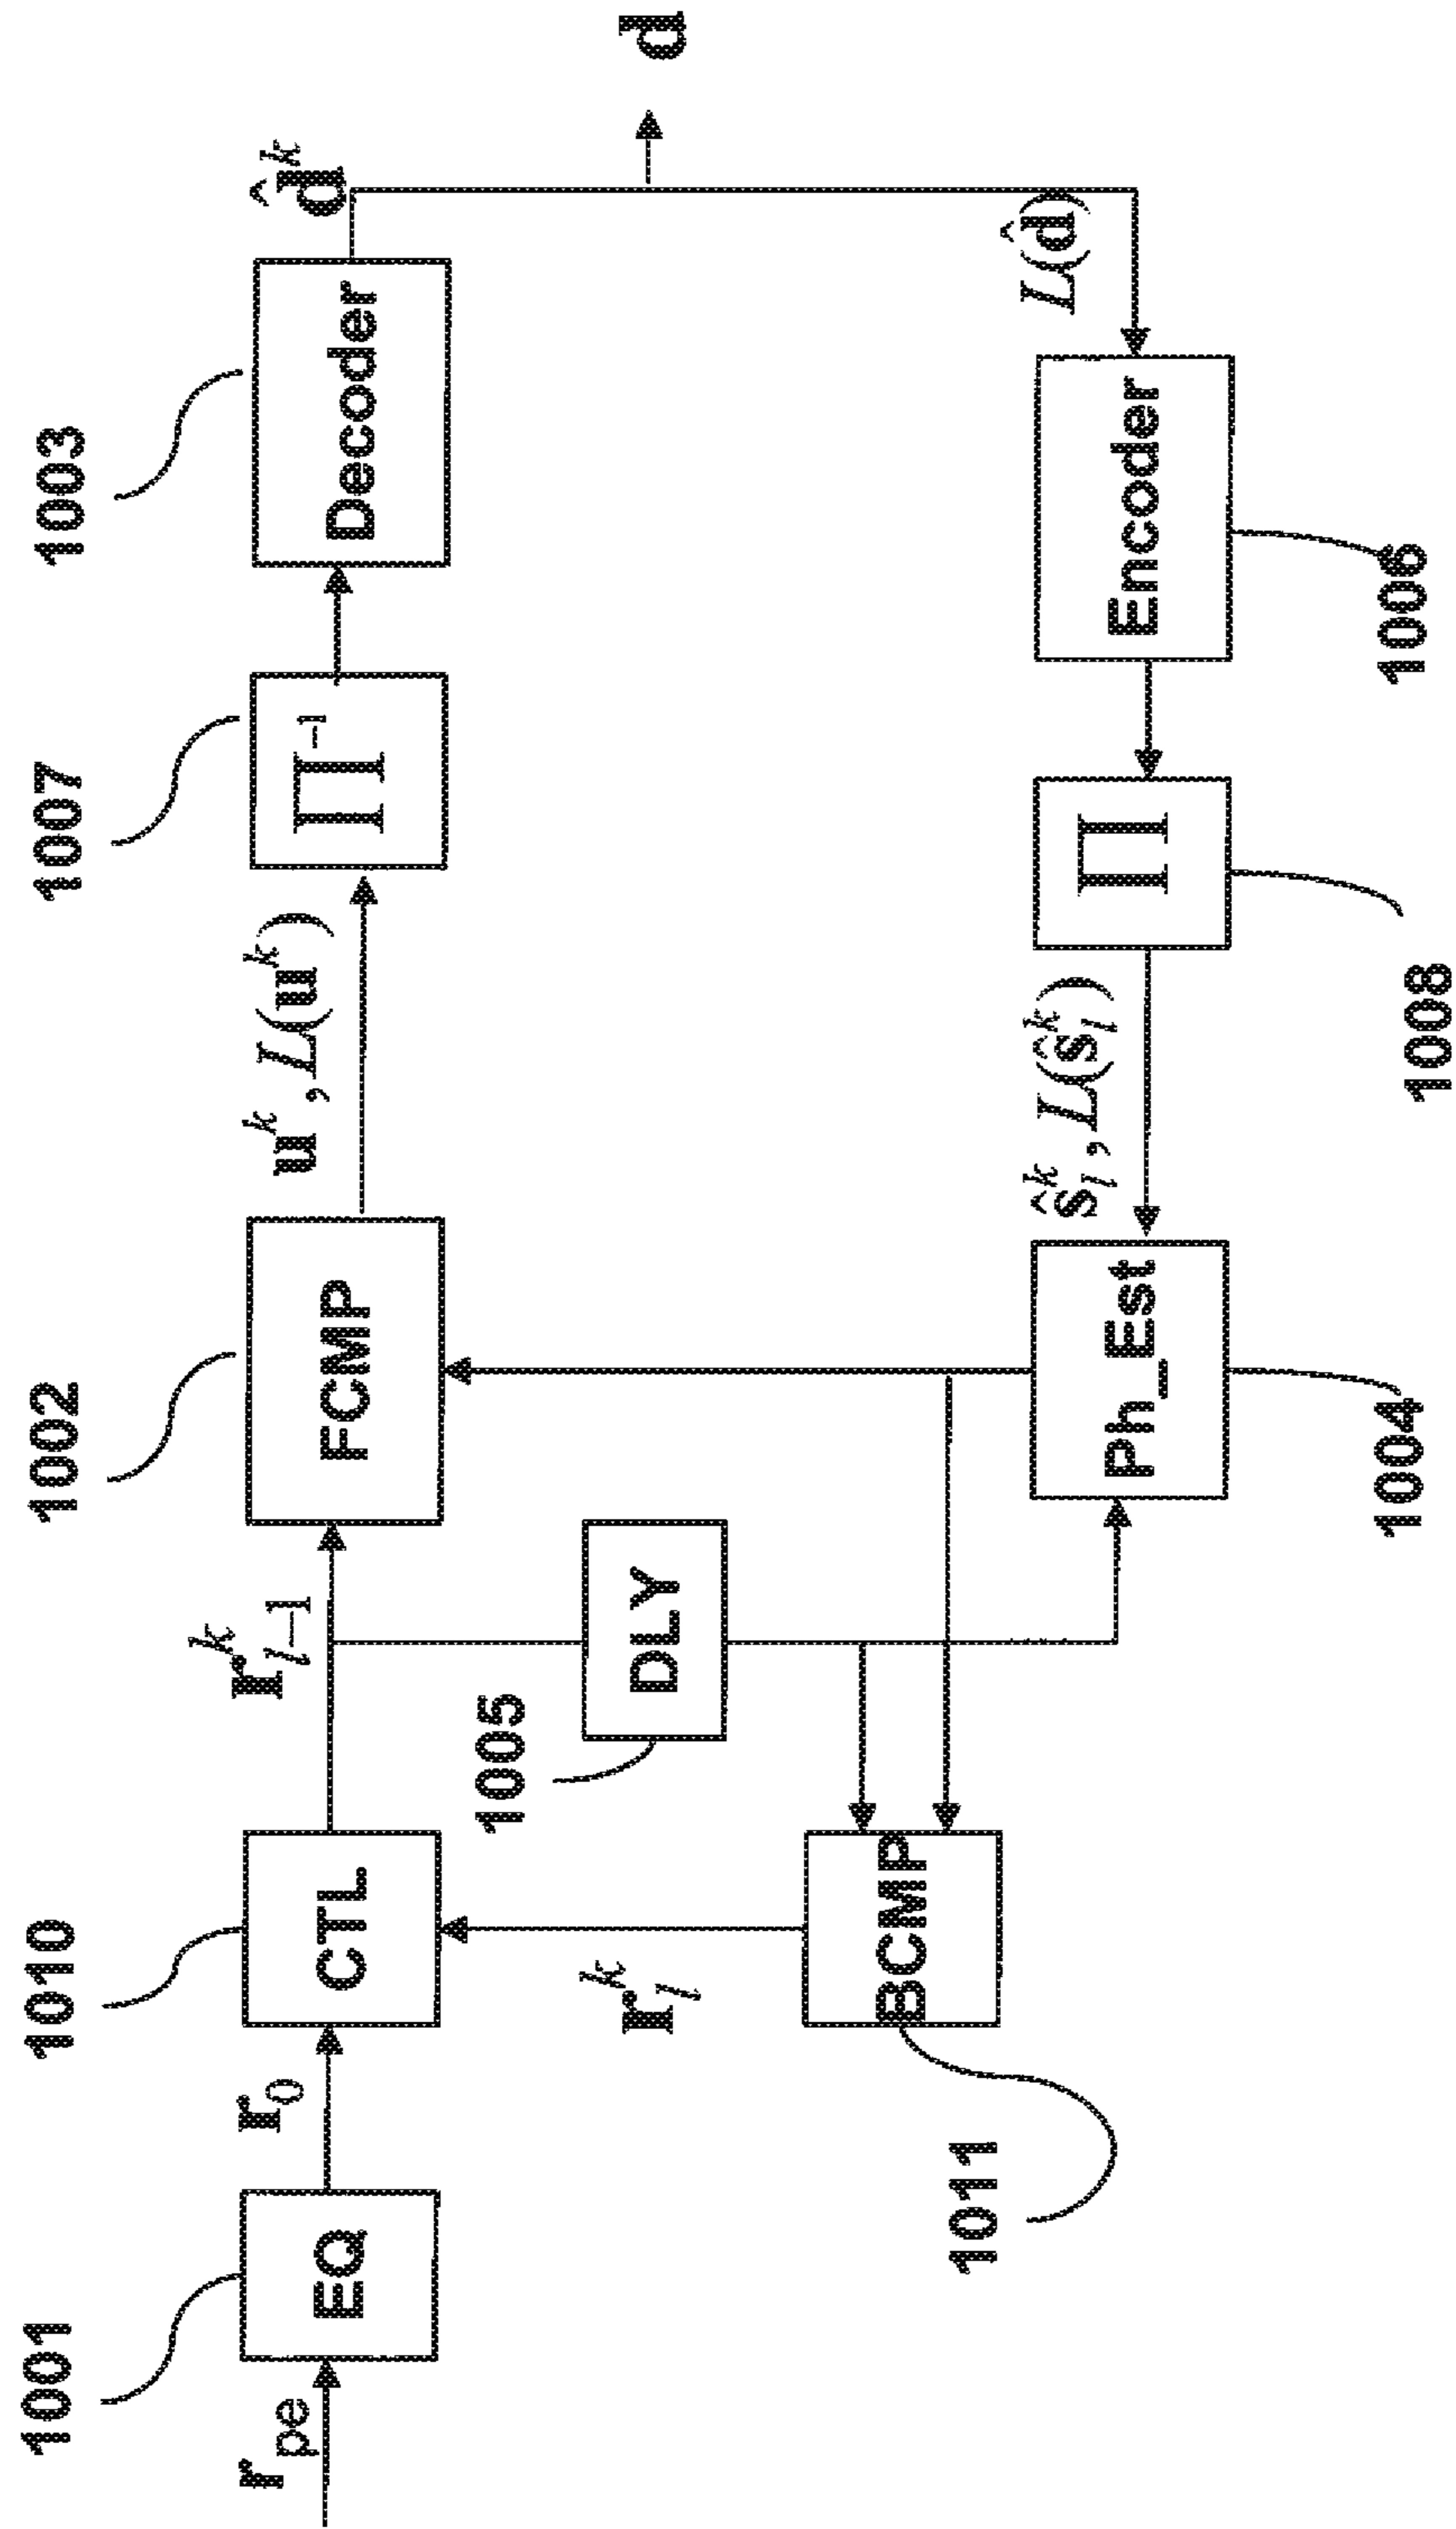 1001
1010
1002
1007
1003
r_pe
EQ
r_0
CTL
r^k_{l-1}
FCMP
u^k, L(u^k)
∏^{-1}
Decoder
d̂^k
1005
DLY
r^k_l
d
BCMP
1011
Ph_Est
ŝ^k_l, L(ŝ^k_l)
∏
Encoder
L(d̂)
1004
1008
1006